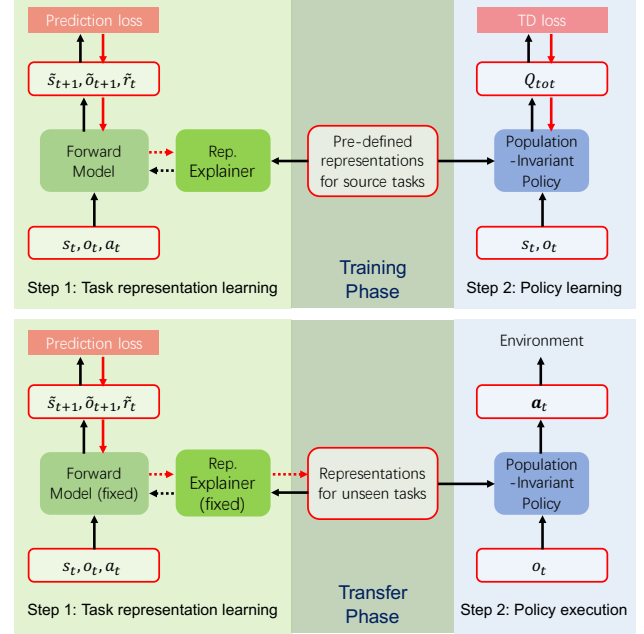 Prediction loss
TD loss
s̃ₜ₊₁, õₜ₊₁, r̃ₜ
Qₜₒₜ
Forward
Model
Rep.
Explainer
Pre-defined
representations
for source tasks
Population
-Invariant
Policy
sₜ, oₜ, aₜ
sₜ, oₜ
Training
Phase
Step 1: Task representation learning
Step 2: Policy learning
Prediction loss
Environment
s̃ₜ₊₁, õₜ₊₁, r̃ₜ
𝒂ₜ
Forward
Model (fixed)
Rep.
Explainer
(fixed)
Representations
for unseen tasks
Population
-Invariant
Policy
sₜ, oₜ, aₜ
oₜ
Transfer
Phase
Step 1: Task representation learning
Step 2: Policy execution